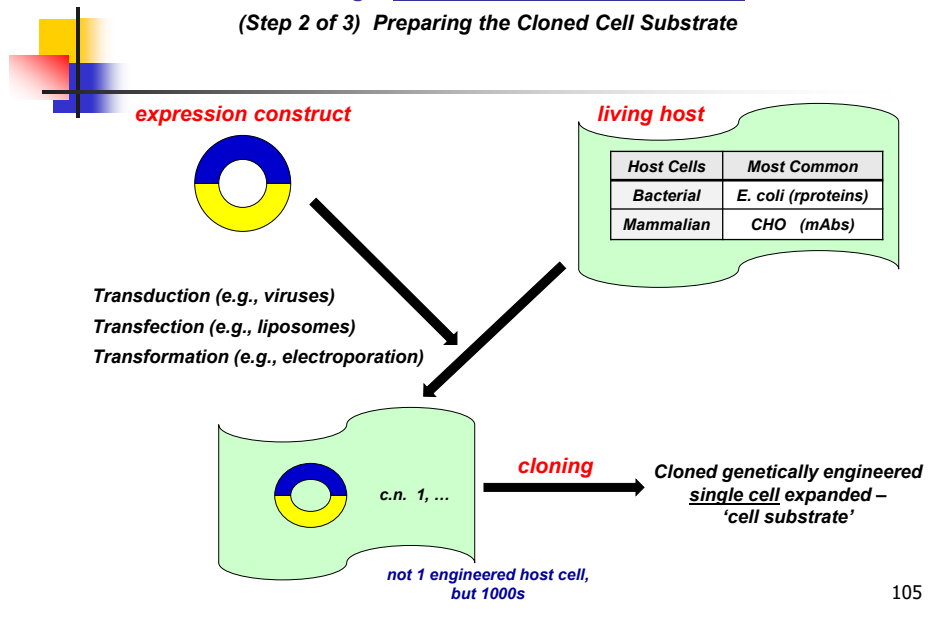 (Step 2 of 3) Preparing the Cloned Cell Substrate
expression construct
living host
Host Cells Most Common
Bacterial E. coli (rproteins)
Mammalian CHO (mAbs)
Transduction (e.g., viruses)
Transfection (e.g., liposomes)
Transformation (e.g., electroporation)
c.n. 1, …
cloning
Cloned genetically engineered
single cell expanded –
‘cell substrate’
not 1 engineered host cell,
but 1000s
105